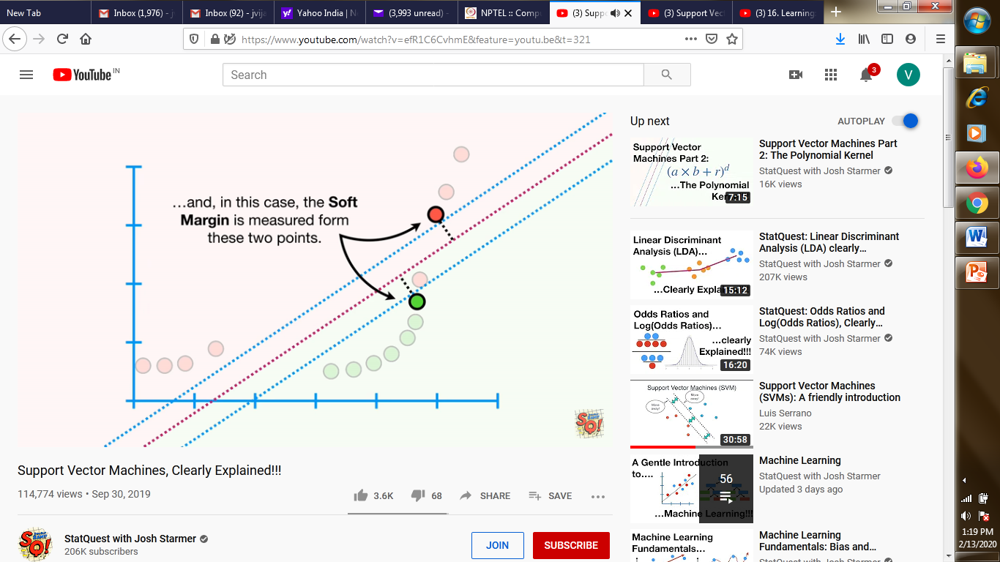 New Tab
Inbox (1,976) - j
Inbox (92) - jvija
Yahoo India | N
(3,993 unread) -
NPTEL :: Comp
(3) Suppo
(3) Support Vect
(3) 16. Learning:
https://www.youtube.com/watch?v=efR1C6CvhmE&feature=youtu.be&t=321
YouTube IN
Search
3
V
...and, in this case, the Soft
Margin is measured form
these two points.
Support Vector Machines, Clearly Explained!!!
114,774 views • Sep 30, 2019
3.6K
68
SHARE
SAVE
StatQuest with Josh Starmer
206K subscribers
JOIN
SUBSCRIBE
Up next
AUTOPLAY
Support Vector
Machines Part 2:
(a × b + r)^d
...The Polynomial
Ker
7:15
Support Vector Machines Part
2: The Polynomial Kernel
StatQuest with Josh Starmer
16K views
Linear Discriminant
Analysis (LDA)...
...Clearly Expla
15:12
StatQuest: Linear Discriminant
Analysis (LDA) clearly...
StatQuest with Josh Starmer
207K views
Odds Ratios and
Log(Odds Ratios)...
...clearly
Explained!!!
16:20
StatQuest: Odds Ratios and
Log(Odds Ratios), Clearly...
StatQuest with Josh Starmer
74K views
Support Vector Machines (SVM)
Move away!
Move away!
30:58
Support Vector Machines
(SVMs): A friendly introduction
Luis Serrano
22K views
A Gentle Introduction
to....
56
...Machine Learning!!!
Machine Learning
StatQuest with Josh Starmer
Updated 3 days ago
Machine Learning
Fundamentals...
Machine Learning
Fundamentals: Bias and...
StatQuest with Josh Starmer
1:19 PM
2/13/2020